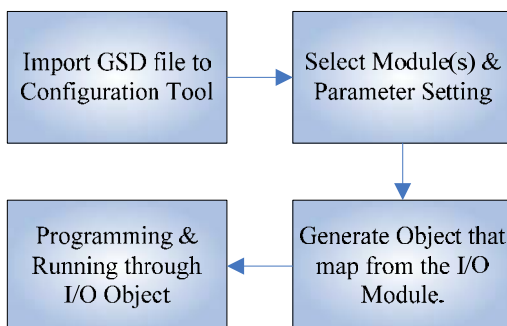 Import GSD file to
Configuration Tool
Select Module(s) &
Parameter Setting
Generate Object that
map from the I/O
Module.
Programming &
Running through
I/O Object